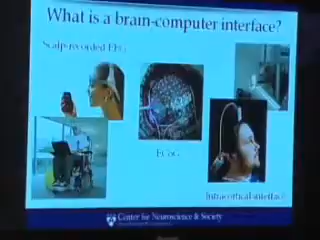 What is a brain-computer interface?
Scalp-recorded EEG
ECoG
Intracortical interface
Center for Neuroscience & Society